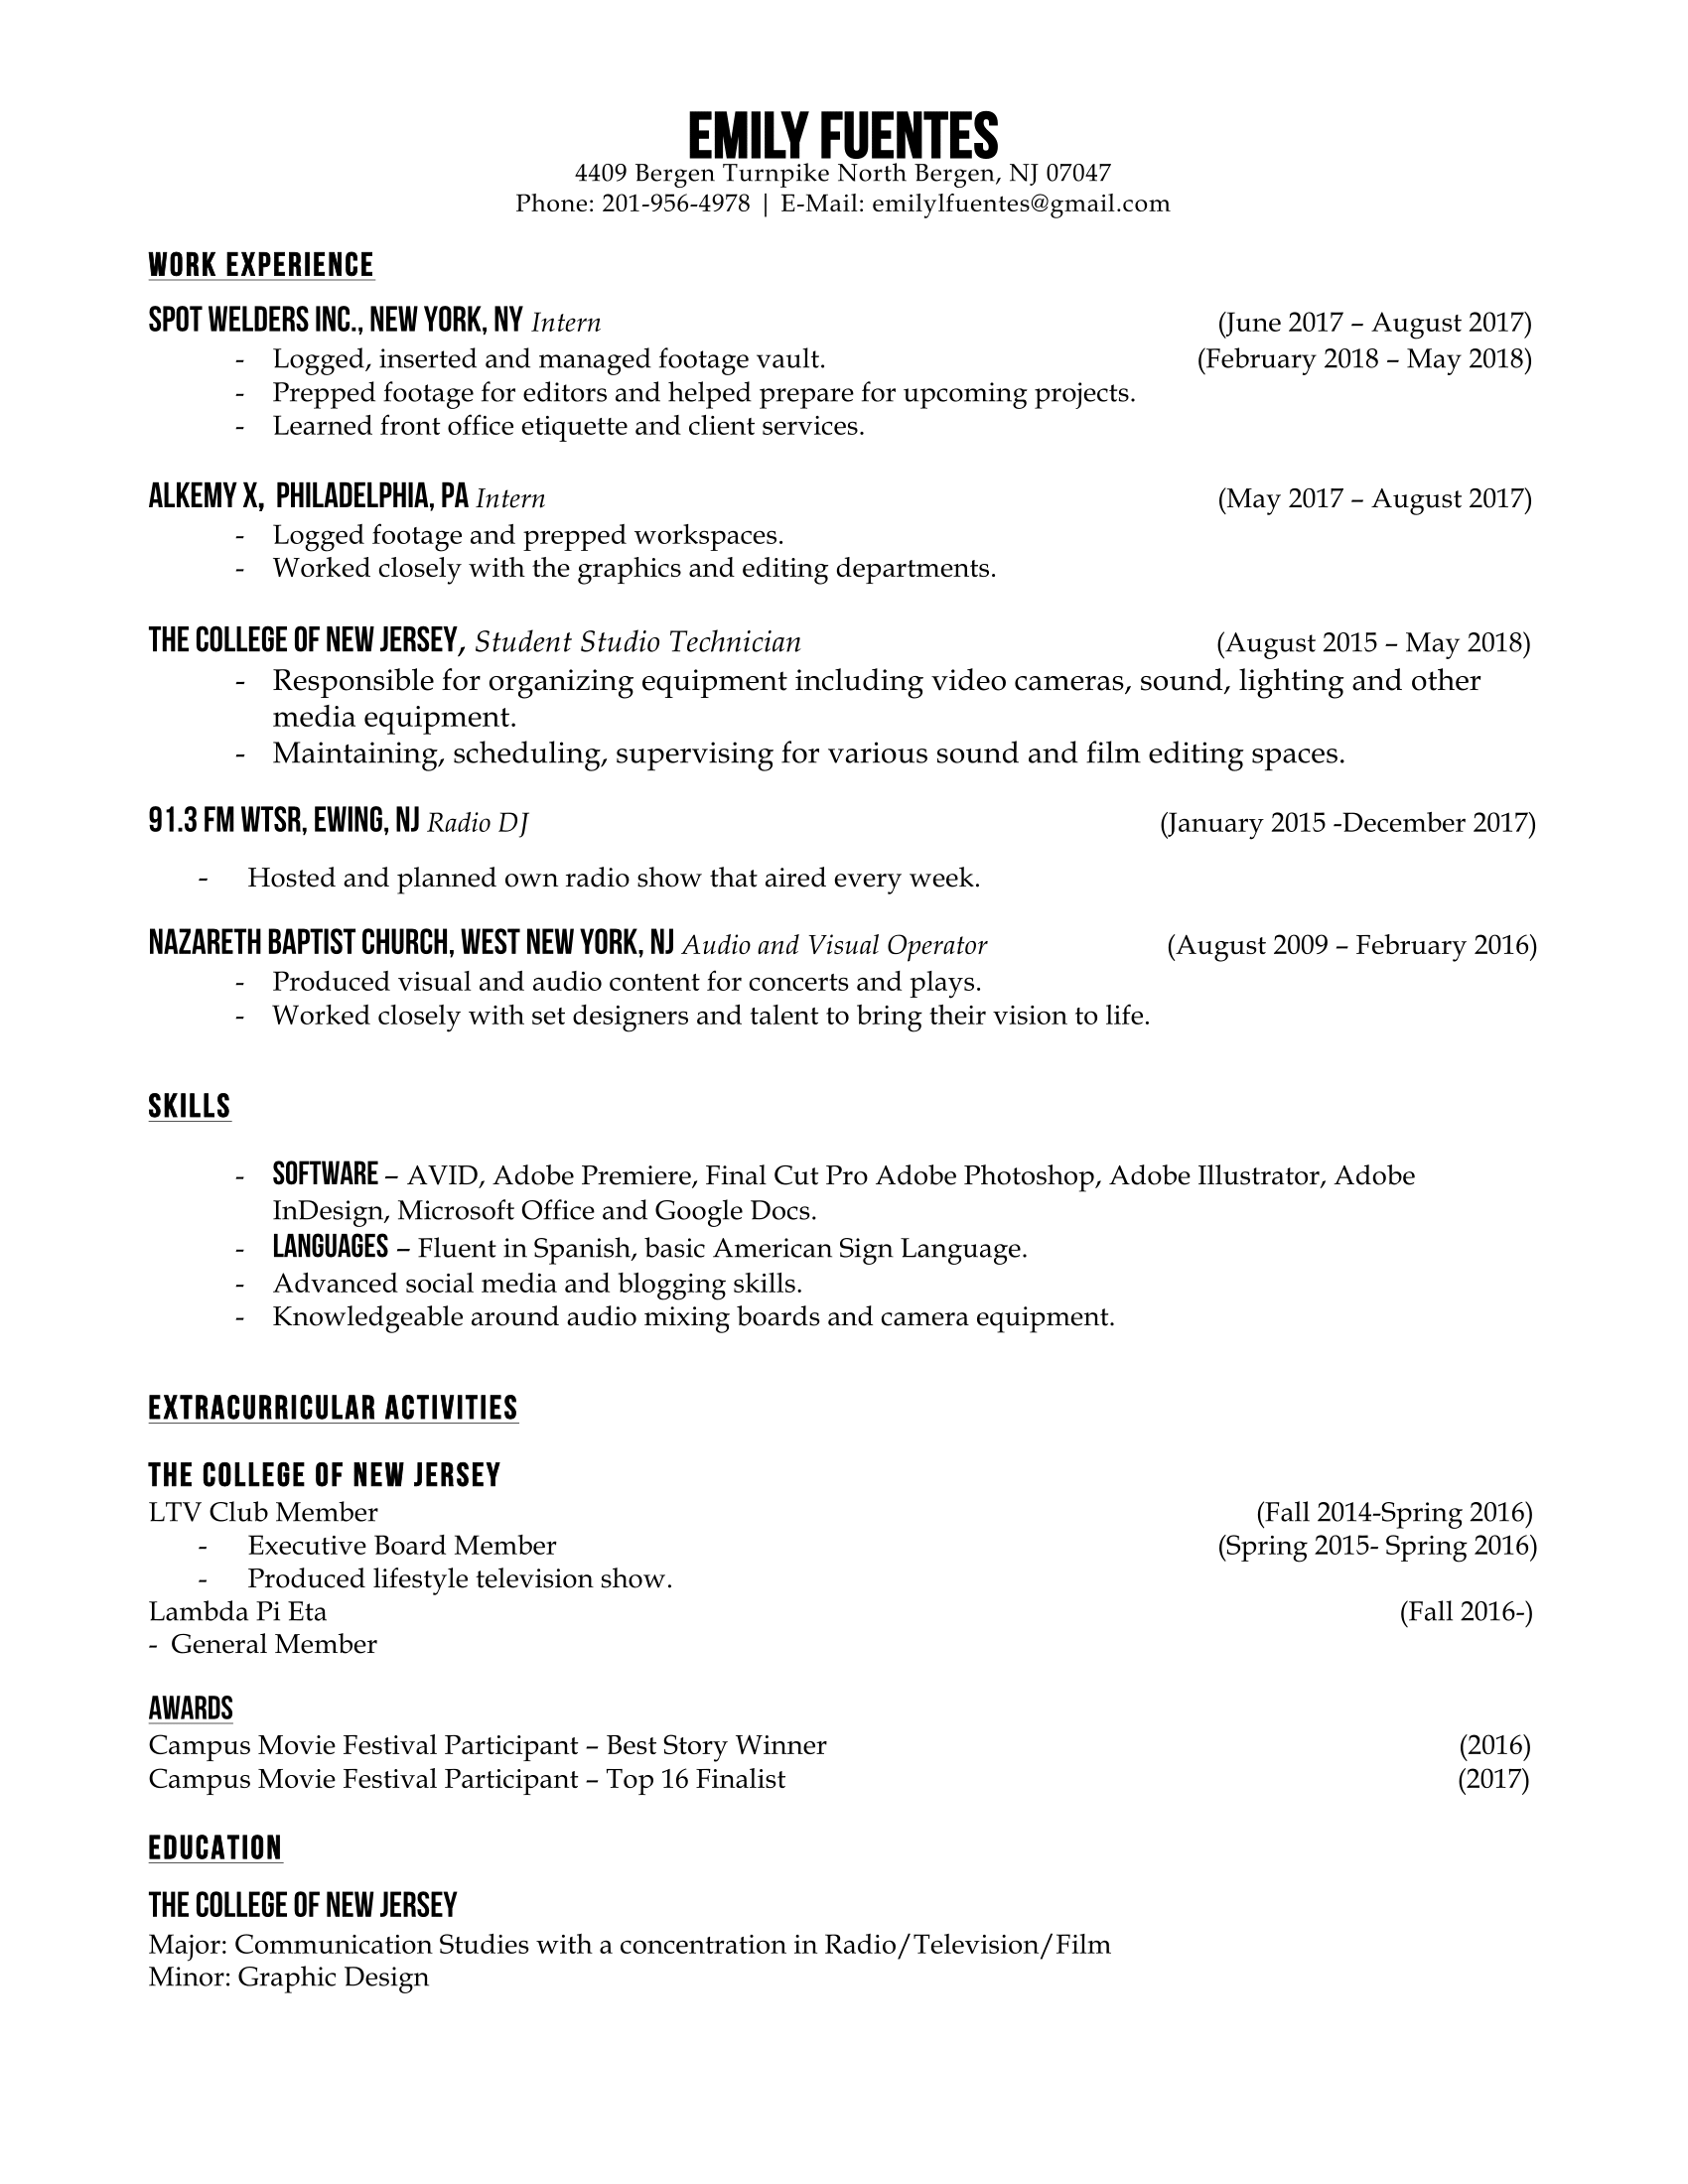 EMILY FUENTES
4409 Bergen Turnpike North Bergen, NJ 07047
Phone: 201-956-4978 | E-Mail: emilylfuentes@gmail.com
WORK EXPERIENCE
SPOT WELDERS INC., NEW YORK, NY Intern (June 2017 – August 2017)
- Logged, inserted and managed footage vault. (February 2018 – May 2018)
- Prepped footage for editors and helped prepare for upcoming projects.
- Learned front office etiquette and client services.
ALKEMY X, PHILADELPHIA, PA Intern (May 2017 – August 2017)
- Logged footage and prepped workspaces.
- Worked closely with the graphics and editing departments.
THE COLLEGE OF NEW JERSEY, Student Studio Technician (August 2015 – May 2018)
- Responsible for organizing equipment including video cameras, sound, lighting and other
media equipment.
- Maintaining, scheduling, supervising for various sound and film editing spaces.
91.3 FM WTSR, EWING, NJ Radio DJ (January 2015 -December 2017)
- Hosted and planned own radio show that aired every week.
NAZARETH BAPTIST CHURCH, WEST NEW YORK, NJ Audio and Visual Operator (August 2009 – February 2016)
- Produced visual and audio content for concerts and plays.
- Worked closely with set designers and talent to bring their vision to life.
SKILLS
- SOFTWARE – AVID, Adobe Premiere, Final Cut Pro Adobe Photoshop, Adobe Illustrator, Adobe
InDesign, Microsoft Office and Google Docs.
- LANGUAGES – Fluent in Spanish, basic American Sign Language.
- Advanced social media and blogging skills.
- Knowledgeable around audio mixing boards and camera equipment.
EXTRACURRICULAR ACTIVITIES
THE COLLEGE OF NEW JERSEY
LTV Club Member (Fall 2014-Spring 2016)
- Executive Board Member (Spring 2015- Spring 2016)
- Produced lifestyle television show.
Lambda Pi Eta (Fall 2016-)
- General Member
AWARDS
Campus Movie Festival Participant – Best Story Winner (2016)
Campus Movie Festival Participant – Top 16 Finalist (2017)
EDUCATION
THE COLLEGE OF NEW JERSEY
Major: Communication Studies with a concentration in Radio/Television/Film
Minor: Graphic Design